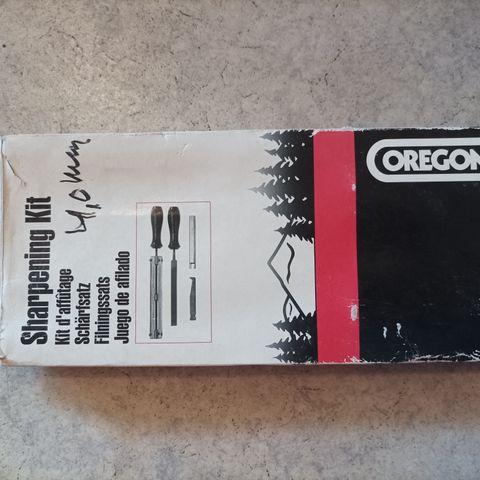 OREGON
Sharpening Kit
Kit d'affûtage
Schärfsatz
Filningssats
Juego de afilado
4,0 mm